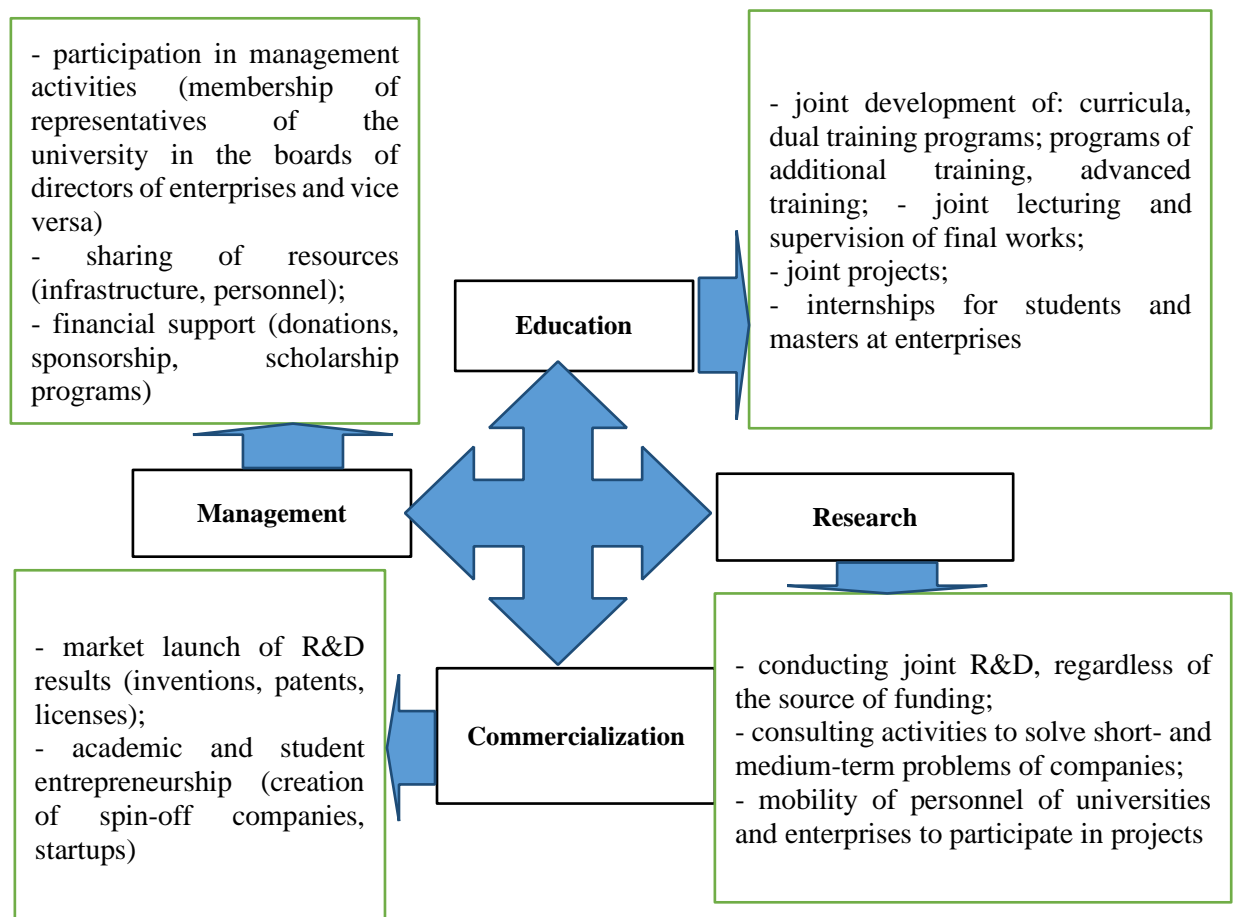 - participation in management
activities (membership of
representatives of the
university in the boards of
directors of enterprises and vice
versa)
- sharing of resources
(infrastructure, personnel);
- financial support (donations,
sponsorship, scholarship
programs)
- joint development of: curricula,
dual training programs; programs of
additional training, advanced
training; - joint lecturing and
supervision of final works;
- joint projects;
- internships for students and
masters at enterprises
Education
Management
Research
- market launch of R&D
results (inventions, patents,
licenses);
- academic and student
entrepreneurship (creation
of spin-off companies,
startups)
Commercialization
- conducting joint R&D, regardless of
the source of funding;
- consulting activities to solve short- and
medium-term problems of companies;
- mobility of personnel of universities
and enterprises to participate in projects